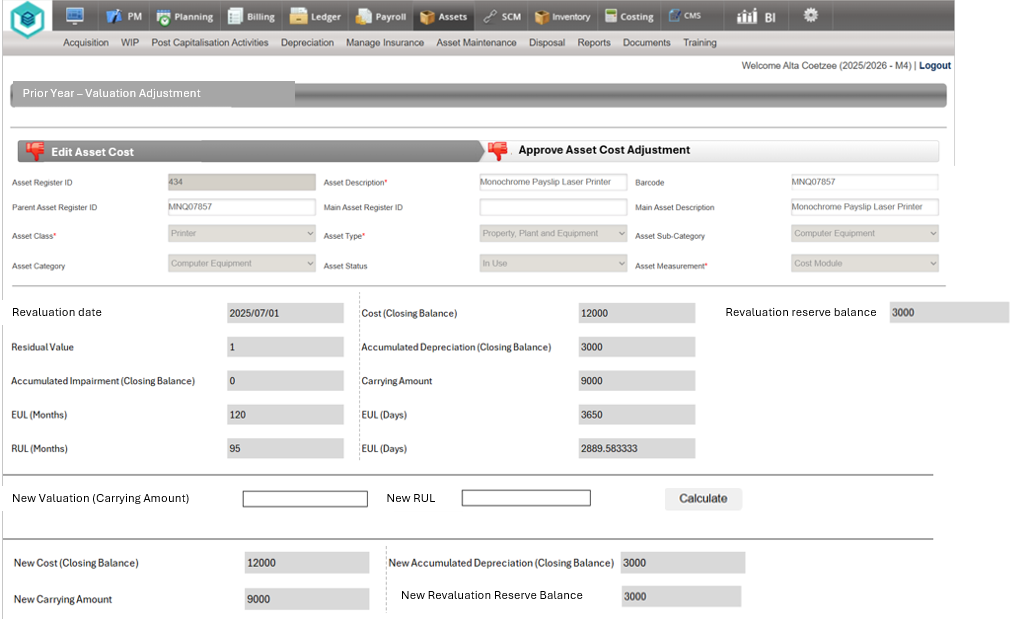 PM Planning Billing Ledger Payroll Assets SCM Inventory Costing CMS BI
Acquisition WIP Post Capitalisation Activities Depreciation Manage Insurance Asset Maintenance Disposal Reports Documents Training
Welcome Alta Coetzee (2025/2026 - M4) | Logout
Prior Year – Valuation Adjustment
Edit Asset Cost Approve Asset Cost Adjustment
Asset Register ID 434 Asset Description* Monochrome Payslip Laser Printer Barcode MNQ07857
Parent Asset Register ID MNQ07857 Main Asset Register ID Main Asset Description Monochrome Payslip Laser Printer
Asset Class* Printer Asset Type* Property, Plant and Equipment Asset Sub-Category Computer Equipment
Asset Category Computer Equipment Asset Status In Use Asset Measurement* Cost Module
Revaluation date 2025/07/01 Cost (Closing Balance) 12000 Revaluation reserve balance 3000
Residual Value 1 Accumulated Depreciation (Closing Balance) 3000
Accumulated Impairment (Closing Balance) 0 Carrying Amount 9000
EUL (Months) 120 EUL (Days) 3650
RUL (Months) 95 EUL (Days) 2889.583333
New Valuation (Carrying Amount) New RUL Calculate
New Cost (Closing Balance) 12000 New Accumulated Depreciation (Closing Balance) 3000
New Carrying Amount 9000 New Revaluation Reserve Balance 3000